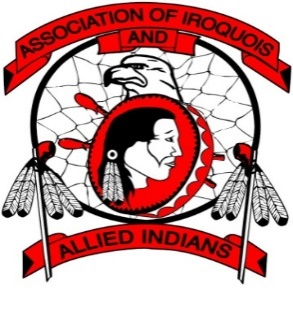 ASSOCIATION OF IROQUOIS
AND
ALLIED INDIANS